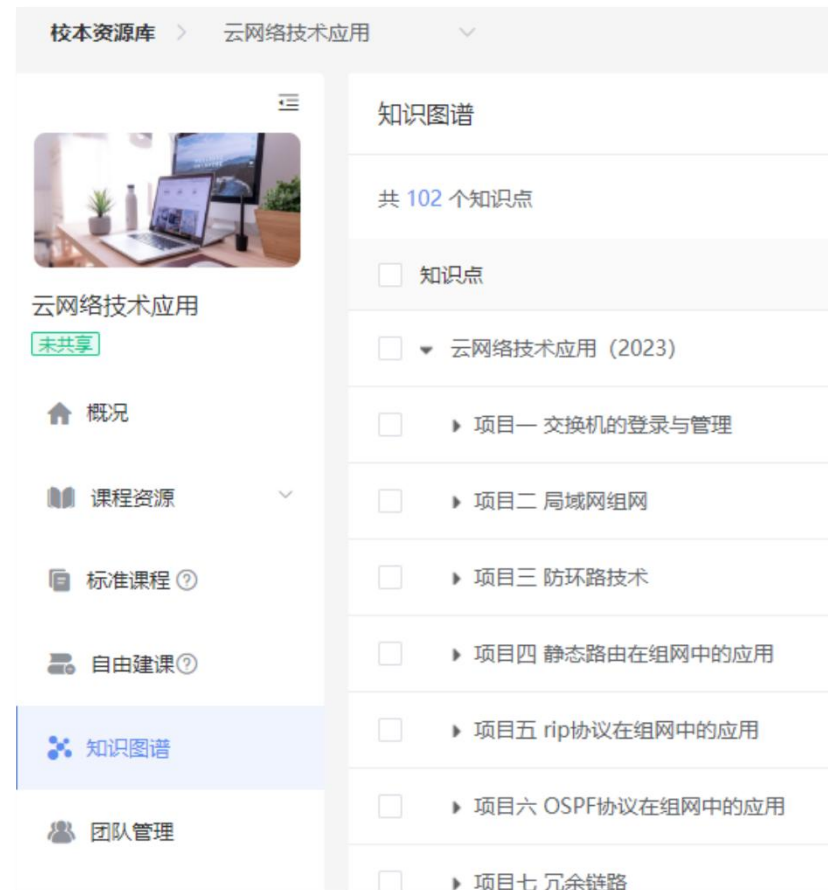 校本资源库
云网络技术应用
云网络技术应用
未共享
概况
课程资源
标准课程
自由建课
知识图谱
团队管理
知识图谱
共 102 个知识点
知识点
云网络技术应用（2023）
项目一 交换机的登录与管理
项目二 局域网组网
项目三 防环路技术
项目四 静态路由在组网中的应用
项目五 rip协议在组网中的应用
项目六 OSPF协议在组网中的应用
项目七 冗余链路